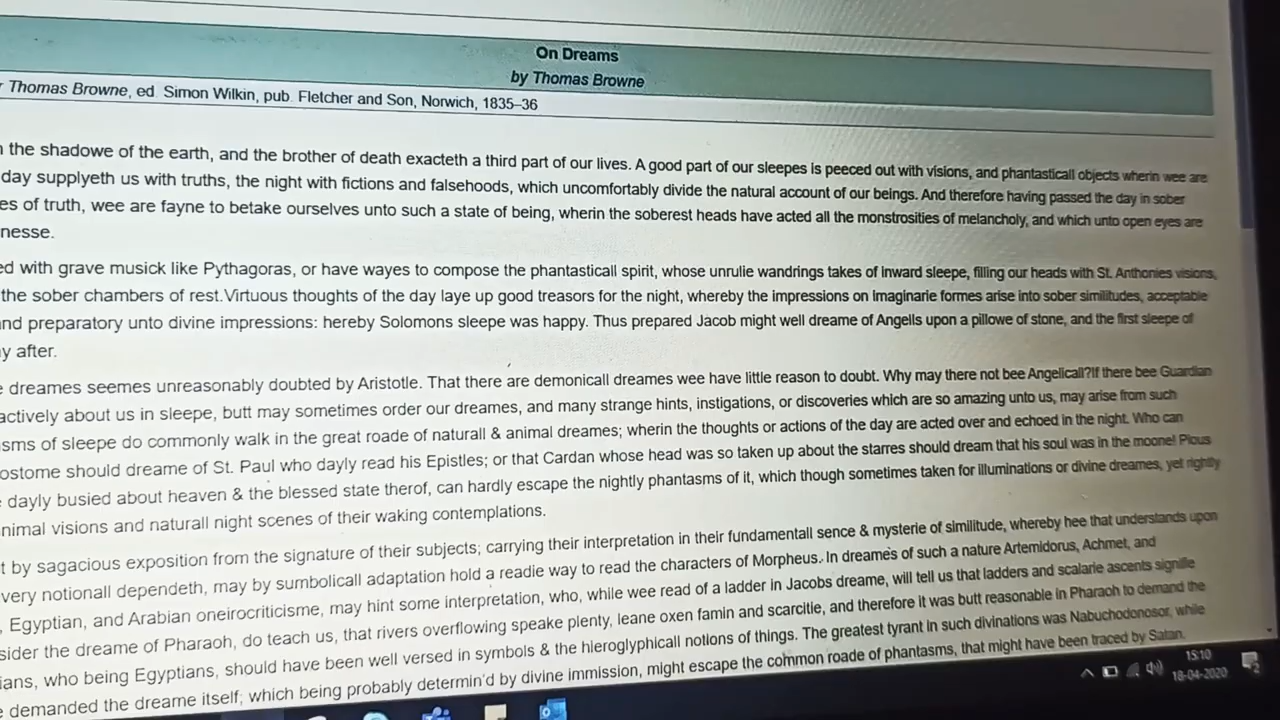 On Dreams
by Thomas Browne
Thomas Browne, ed. Simon Wilkin, pub. Fletcher and Son, Norwich, 1835–36
the shadowe of the earth, and the brother of death exacteth a third part of our lives. A good part of our sleepes is peeced out with visions, and phantasticall objects wherin wee are
day supplyeth us with truths, the night with fictions and falsehoods, which uncomfortably divide the natural account of our beings. And therefore having passed the day in sober
es of truth, wee are fayne to betake ourselves unto such a state of being, wherin the soberest heads have acted all the monstrosities of melancholy, and which unto open eyes are
nesse.
ed with grave musick like Pythagoras, or have wayes to compose the phantasticall spirit, whose unrulie wandrings takes of inward sleepe, filling our heads with St. Anthonies visions,
the sober chambers of rest.Virtuous thoughts of the day laye up good treasors for the night, whereby the impressions on Imaginarie formes arise into sober similitudes, acceptable
nd preparatory unto divine impressions: hereby Solomons sleepe was happy. Thus prepared Jacob might well dreame of Angells upon a pillowe of stone, and the first sleepe of
y after.
e dreames seemes unreasonably doubted by Aristotle. That there are demonicall dreames wee have little reason to doubt. Why may there not bee Angelicall?If there bee Guardian
actively about us in sleepe, butt may sometimes order our dreames, and many strange hints, instigations, or discoveries which are so amazing unto us, may arise from such
sms of sleepe do commonly walk in the great roade of naturall & animal dreames; wherin the thoughts or actions of the day are acted over and echoed in the night. Who can
ostome should dreame of St. Paul who dayly read his Epistles; or that Cardan whose head was so taken up about the starres should dream that his soul was in the moone! Pious
e dayly busied about heaven & the blessed state therof, can hardly escape the nightly phantasms of it, which though sometimes taken for illuminations or divine dreames, yet rightly
nimal visions and naturall night scenes of their waking contemplations.
t by sagacious exposition from the signature of their subjects; carrying their interpretation in their fundamentall sence & mysterie of similitude, whereby hee that understands upon
very notionall dependeth, may by sumbolicall adaptation hold a readie way to read the characters of Morpheus. In dreames of such a nature Artemidorus, Achmet, and
, Egyptian, and Arabian oneirocriticisme, may hint some interpretation, who, while wee read of a ladder in Jacobs dreame, will tell us that ladders and scalarie ascents signifie
sider the dreame of Pharaoh, do teach us, that rivers overflowing speake plenty, leane oxen famin and scarcitie, and therefore it was butt reasonable in Pharaoh to demand the
ians, who being Egyptians, should have been well versed in symbols & the hieroglyphicall notions of things. The greatest tyrant in such divinations was Nabuchodonosor, while
e demanded the dreame itself; which being probably determin'd by divine immission, might escape the common roade of phantasms, that might have been traced by Satan.
15:10
18-04-2020